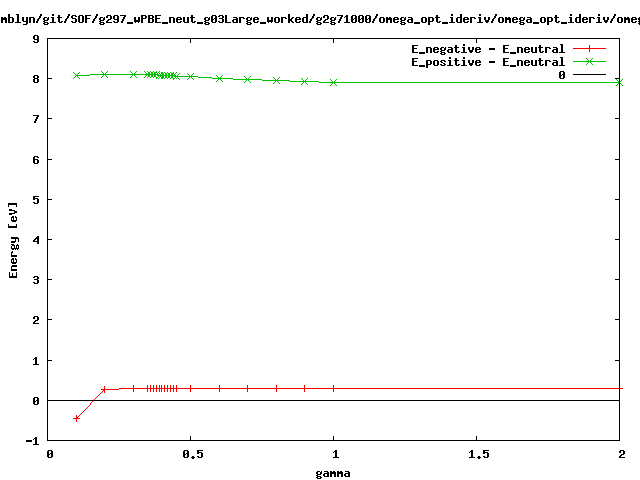 mblyn/git/SOF/g297_wPBE_neut_g03Large_worked/g2g71000/omega_opt_ideriv/omega_opt_ideriv/ome
E_negative - E_neutral
E_positive - E_neutral
0
9
8
7
6
5
4
3
2
1
0
-1
Energy [eV]
0 0.5 1 1.5 2
gamma